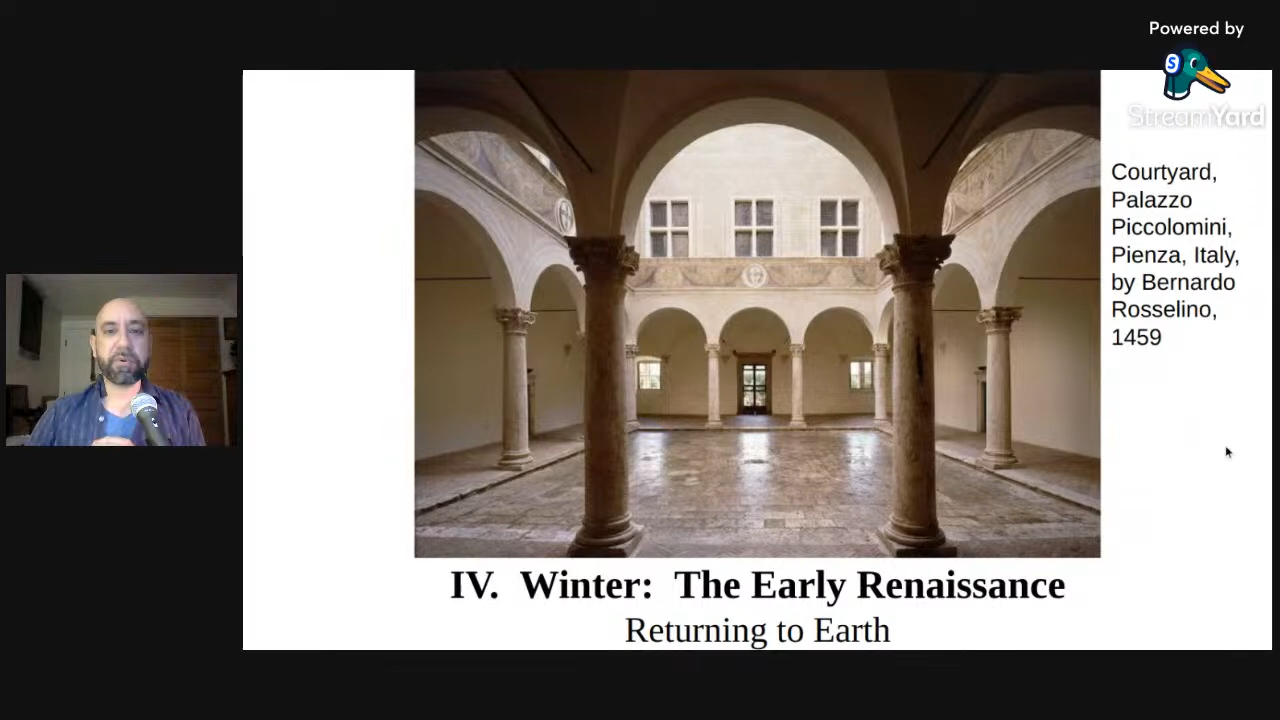 Powered by
S
StreamYard
Courtyard,
Palazzo
Piccolomini,
Pienza, Italy,
by Bernardo
Rosselino,
1459
IV. Winter: The Early Renaissance
Returning to Earth